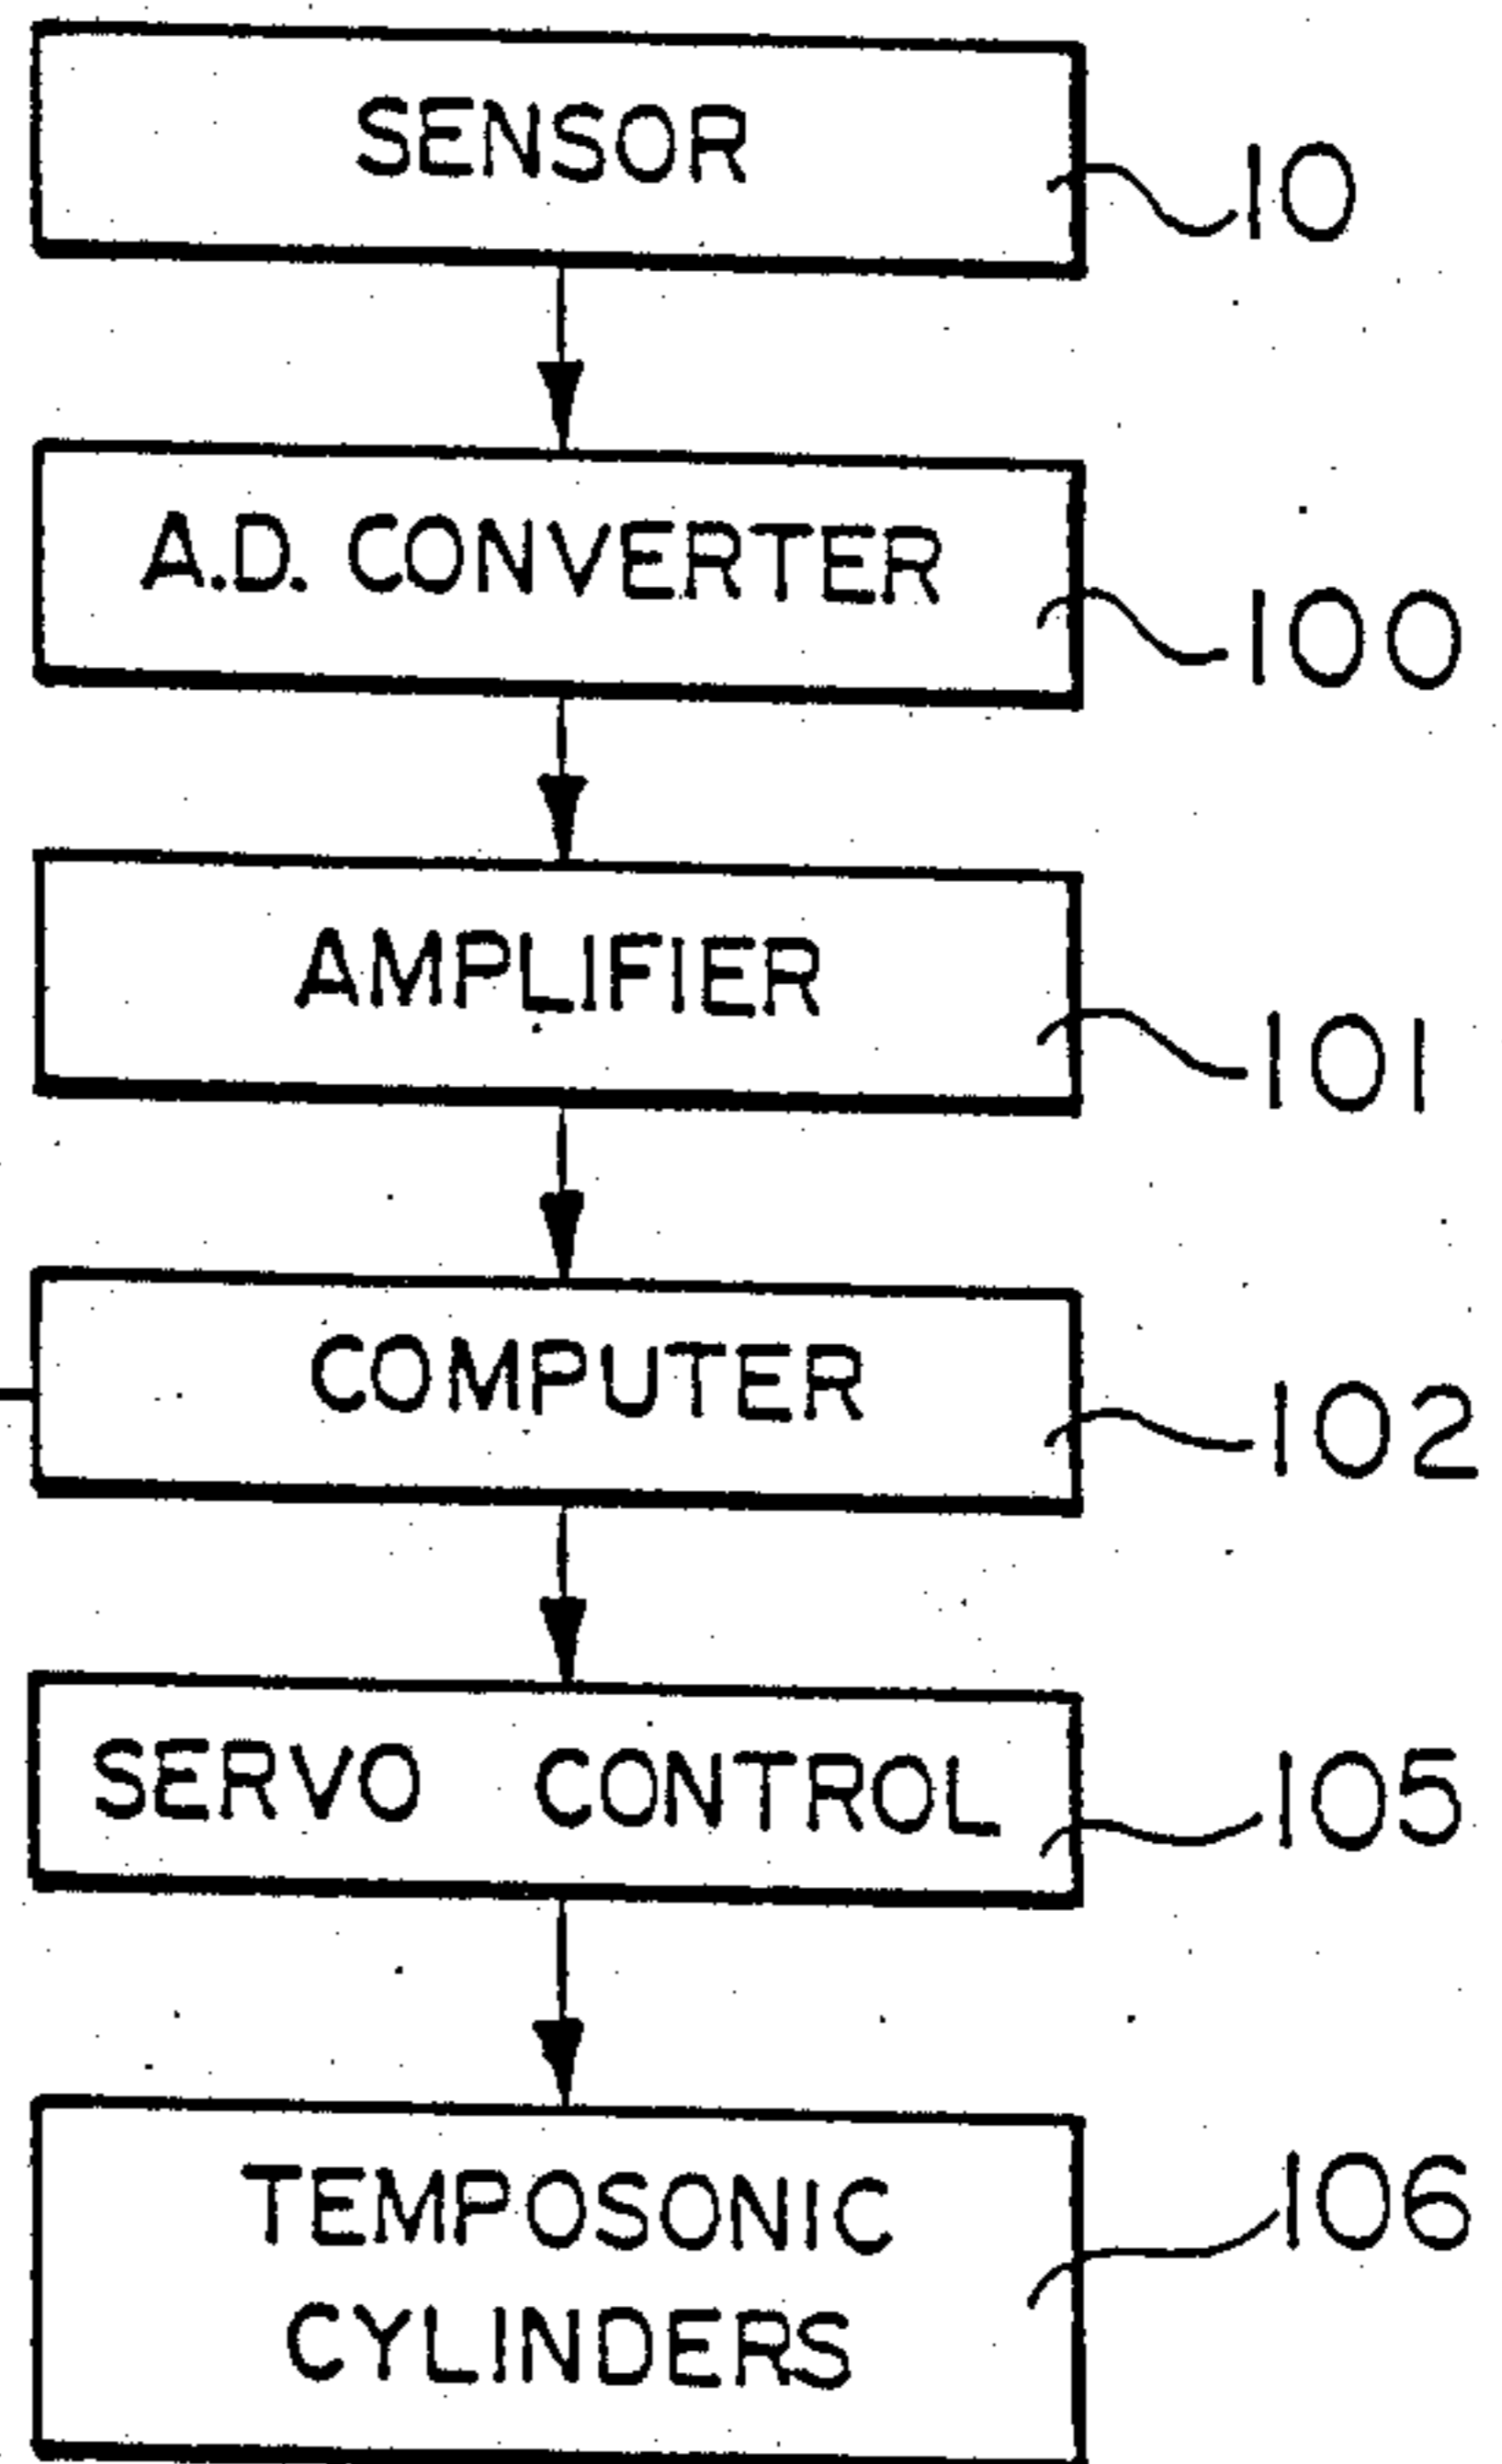 SENSOR
10
A.D. CONVERTER
100
AMPLIFIER
101
COMPUTER
102
SERVO CONTROL
105
TEMPOSONIC
CYLINDERS
106